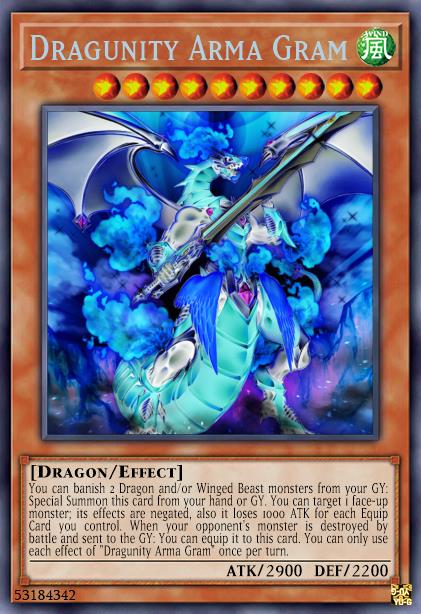 DRAGUNITY ARMA GRAM
WIND
風
[DRAGON/EFFECT]
You can banish 2 Dragon and/or Winged Beast monsters from your GY:
Special Summon this card from your hand or GY. You can target 1 face-up
monster; its effects are negated, also it loses 1000 ATK for each Equip
Card you control. When your opponent's monster is destroyed by
battle and sent to the GY: You can equip it to this card. You can only use
each effect of "Dragunity Arma Gram" once per turn.
ATK/2900 DEF/2200
53184342